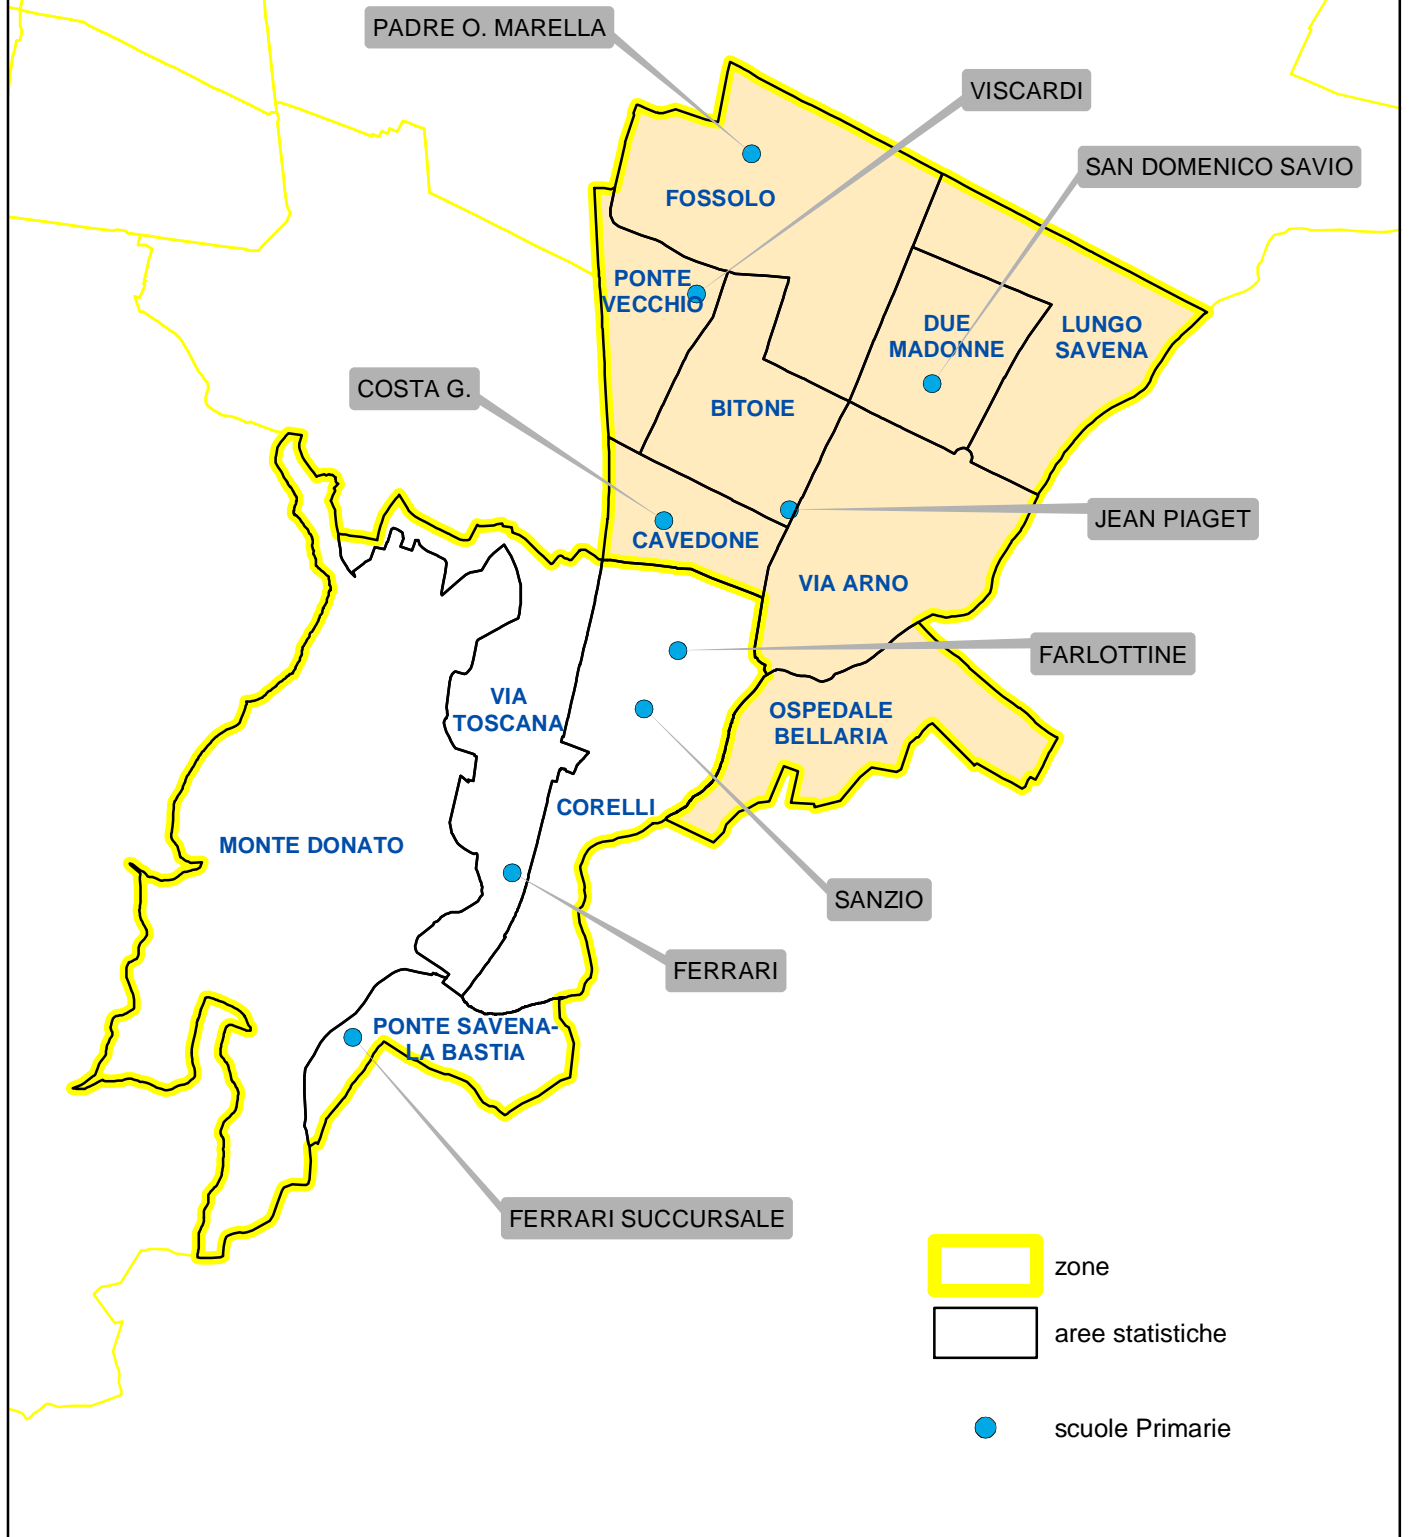 PADRE O. MARELLA
VISCARDI
SAN DOMENICO SAVIO
FOSSOLO
PONTE
VECCHIO
DUE
MADONNE
LUNGO
SAVENA
COSTA G.
BITONE
JEAN PIAGET
CAVEDONE
VIA ARNO
FARLOTTINE
VIA
TOSCANA
OSPEDALE
BELLARIA
CORELLI
MONTE DONATO
SANZIO
FERRARI
PONTE SAVENA-
LA BASTIA
FERRARI SUCCURSALE
zone
aree statistiche
scuole Primarie